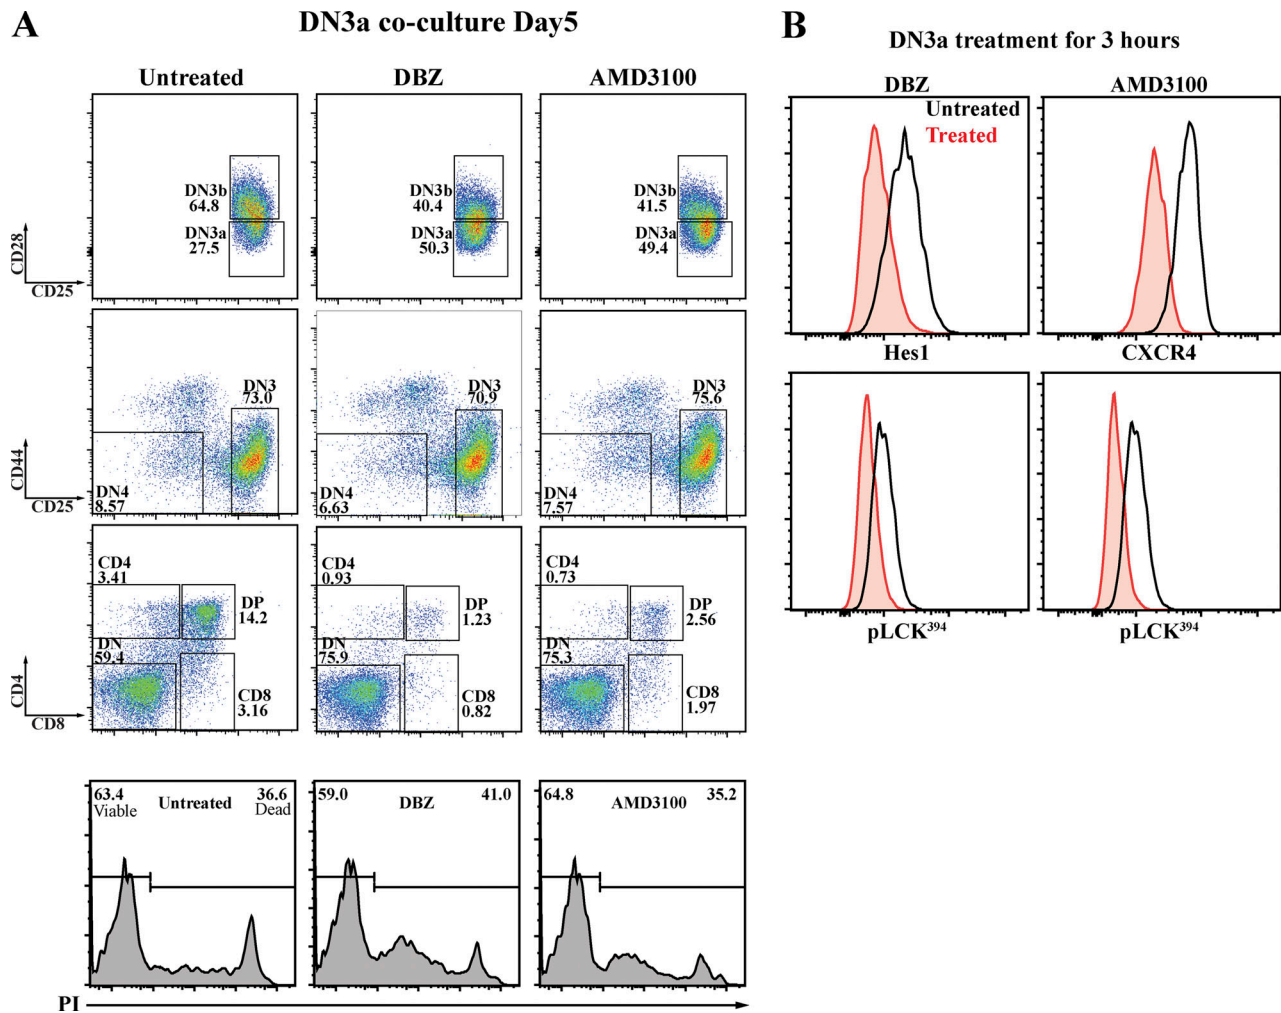 A
DN3a co-culture Day5
Untreated
DBZ
AMD3100
DN3b
64.8
DN3a
27.5
DN3b
40.4
DN3a
50.3
DN3b
41.5
DN3a
49.4
CD28
CD25
DN3
73.0
DN4
8.57
DN3
70.9
DN4
6.63
DN3
75.6
DN4
7.57
CD44
CD25
CD4
3.41
DP
14.2
DN
59.4
CD8
3.16
CD4
0.93
DP
1.23
DN
75.9
CD8
0.82
CD4
0.73
DP
2.56
DN
75.3
CD8
1.97
CD4
CD8
63.4
Viable
Untreated
36.6
Dead
59.0
DBZ
41.0
64.8
AMD3100
35.2
PI
B
DN3a treatment for 3 hours
DBZ
AMD3100
Untreated
Treated
Hes1
CXCR4
pLCK³⁹⁴
pLCK³⁹⁴